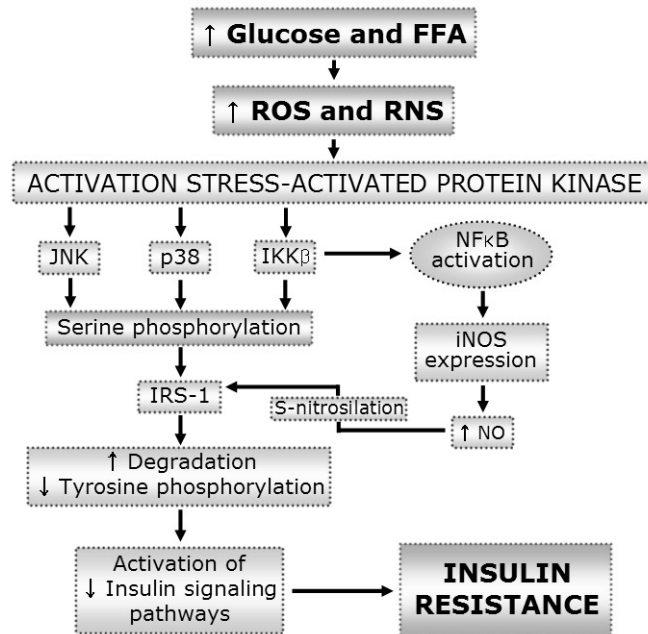 ↑ Glucose and FFA
↑ ROS and RNS
ACTIVATION STRESS-ACTIVATED PROTEIN KINASE
JNK
p38
IKKβ
NFκB
activation
Serine phosphorylation
iNOS
expression
IRS-1
S-nitrosilation
↑ NO
↑ Degradation
↓ Tyrosine phosphorylation
Activation of
↓ Insulin signaling
pathways
INSULIN
RESISTANCE